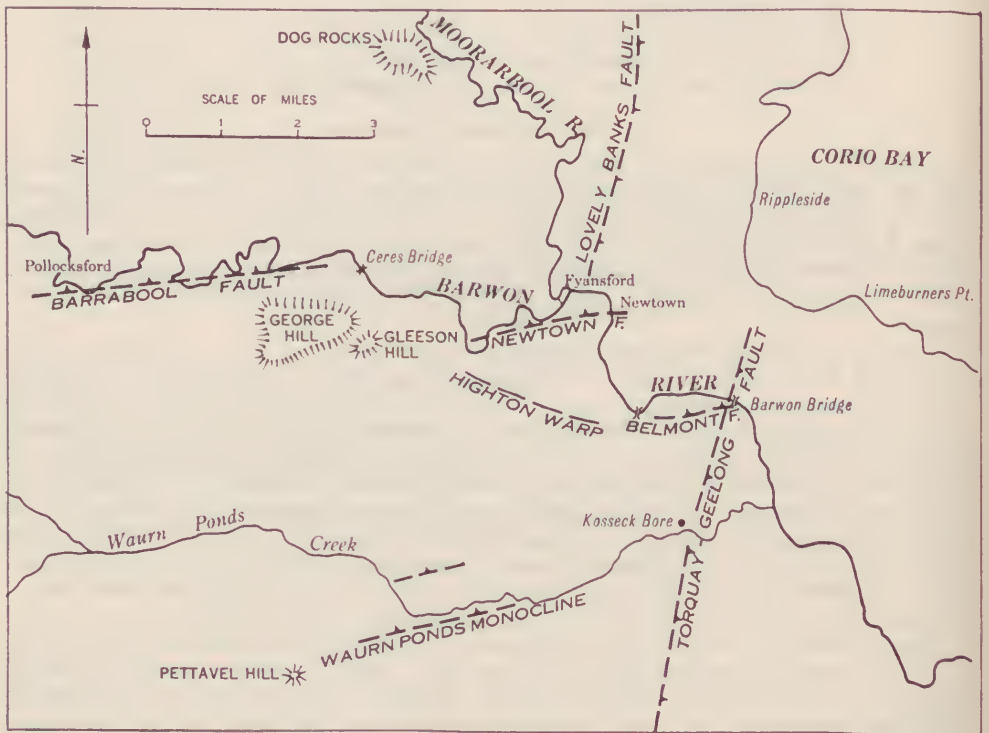 DOG ROCKS
MOORARBOOL R.
LOVELY BANKS FAULT
SCALE OF MILES
0 1 2 3
N.
CORIO BAY
Rippleside
Pollocksford
Ceres Bridge
BARRABOOL FAULT
BARWON
Fyansford
Newtown
Limeburners Pt.
GEORGE
HILL
GLEESON
HILL
NEWTOWN F.
HIGHTON WARP
RIVER
BELMONT F.
Barwon Bridge
TORQUAY-GEELONG FAULT
Kosseck Bore
Waurn Ponds Creek
WAURN PONDS MONOCLINE
PETTAVEL HILL